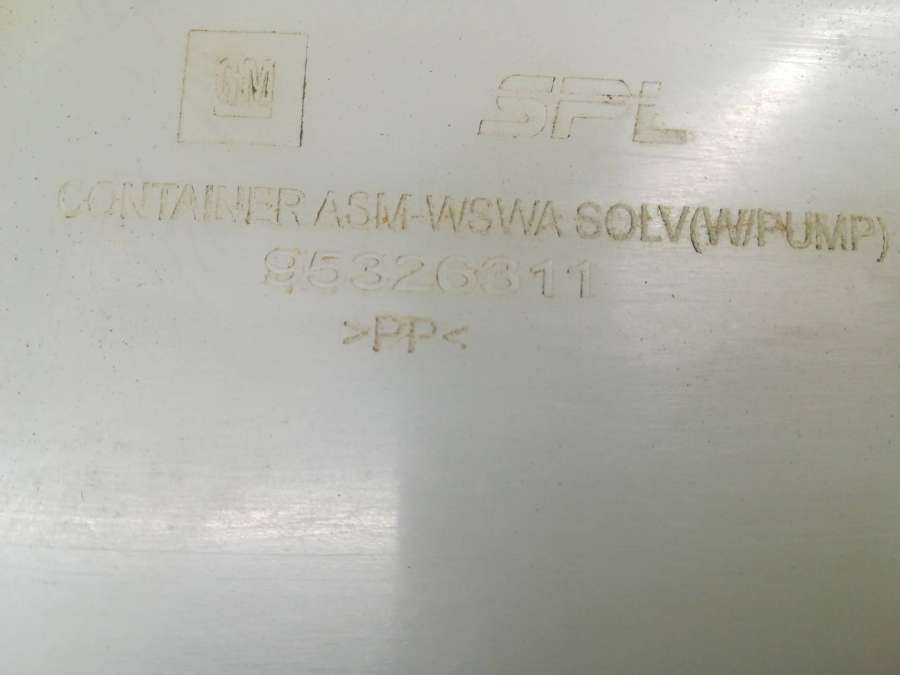 GM SPL
CONTAINER ASM-WSWA SOLV(W/PUMP)
95326311
>PP<